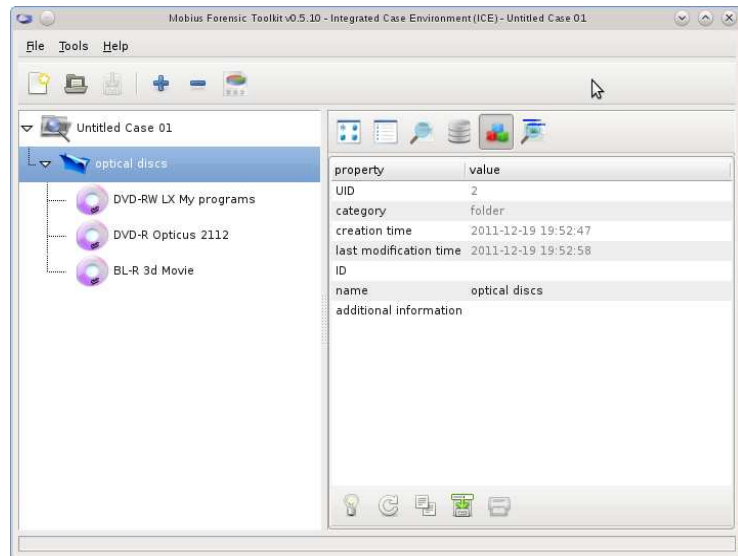 Mobius Forensic Toolkit v0.5.10 - Integrated Case Environment (ICE) - Untitled Case 01
File Tools Help
Untitled Case 01
optical discs
DVD-RW LX My programs
DVD-R Opticus 2112
BL-R 3d Movie
property value
UID 2
category folder
creation time 2011-12-19 19:52:47
last modification time 2011-12-19 19:52:58
ID
name optical discs
additional information